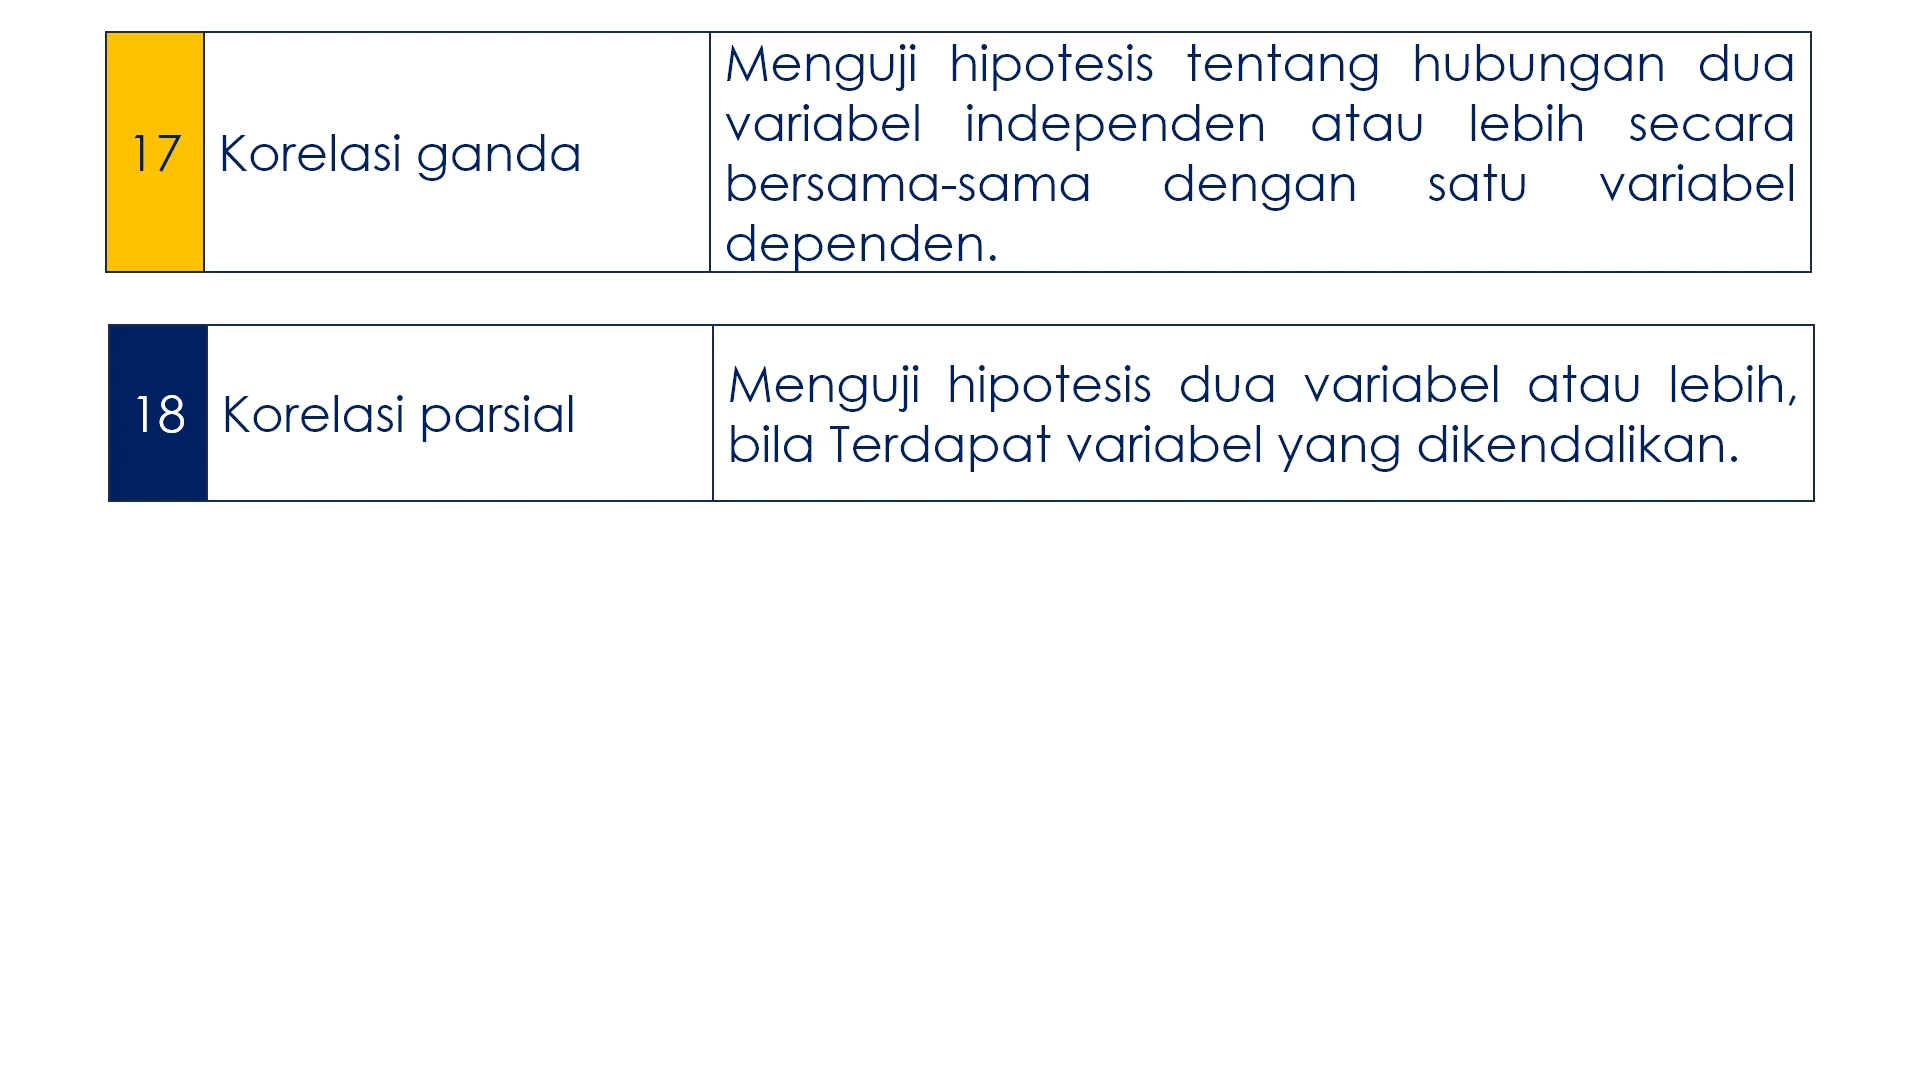 17
Korelasi ganda
Menguji hipotesis tentang hubungan dua
variabel independen atau lebih secara
bersama-sama dengan satu variabel
dependen.
18
Korelasi parsial
Menguji hipotesis dua variabel atau lebih,
bila Terdapat variabel yang dikendalikan.